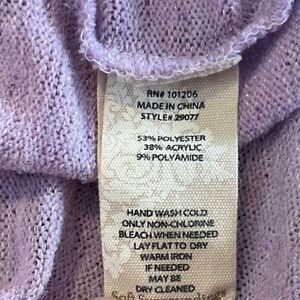 RN# 101206
MADE IN CHINA
STYLE# 29077
53% POLYESTER
38% ACRYLIC
9% POLYAMIDE
HAND WASH COLD
ONLY NON-CHLORINE
BLEACH WHEN NEEDED
LAY FLAT TO DRY
WARM IRON
IF NEEDED
MAY BE
DRY CLEANED